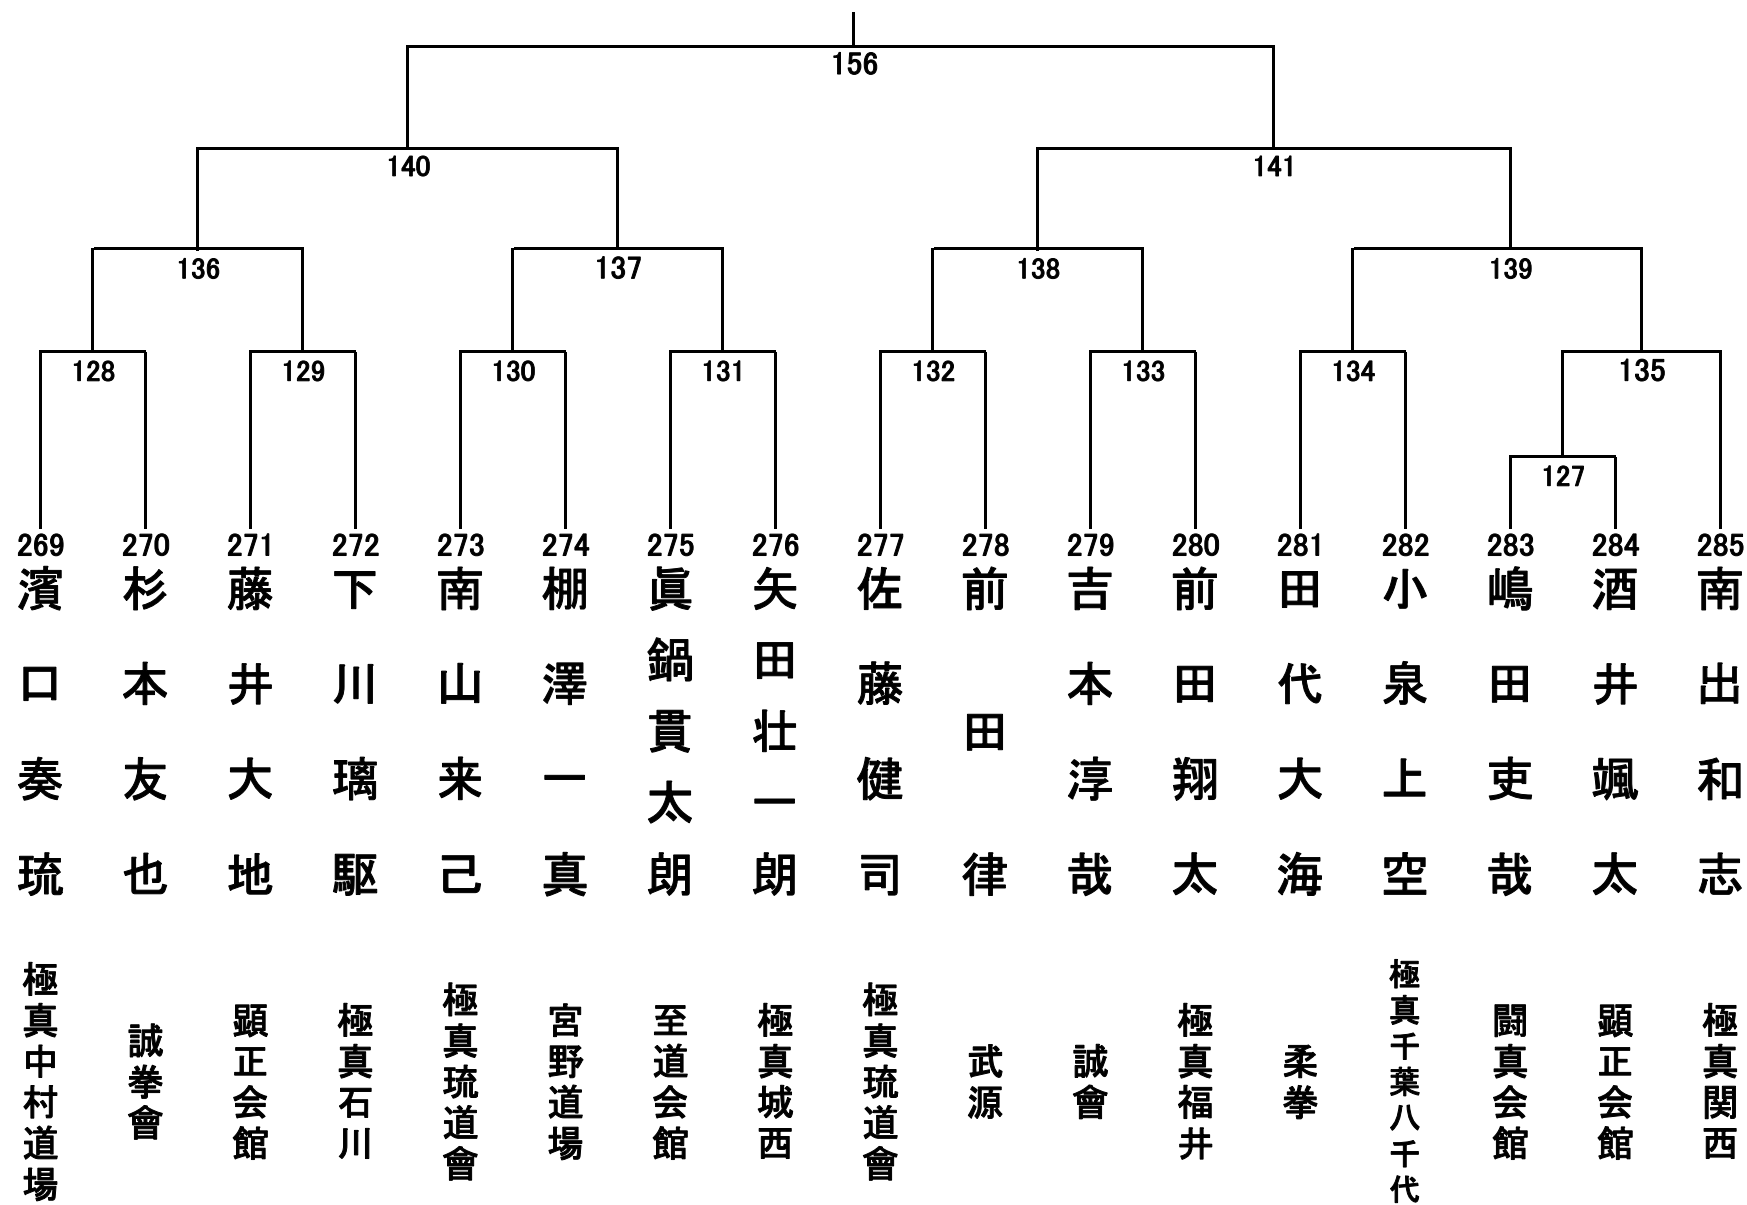 156
140
141
136
137
138
139
128
129
130
131
132
133
134
135
127
269
濱口奏琉
極真中村道場
270
杉本友也
誠拳會
271
藤井大地
顕正会館
272
下川璃駆
極真石川
273
南山来己
極真琉道會
274
棚澤一真
宮野道場
275
眞鍋貫太朗
至道会館
276
矢田壮一朗
極真城西
277
佐藤健司
極真琉道會
278
前田律
武源
279
吉本淳哉
誠會
280
前田翔太
極真福井
281
田代大海
柔拳
282
小泉上空
極真千葉八千代
283
嶋田吏哉
闘真会館
284
酒井颯太
顕正会館
285
南出和志
極真関西